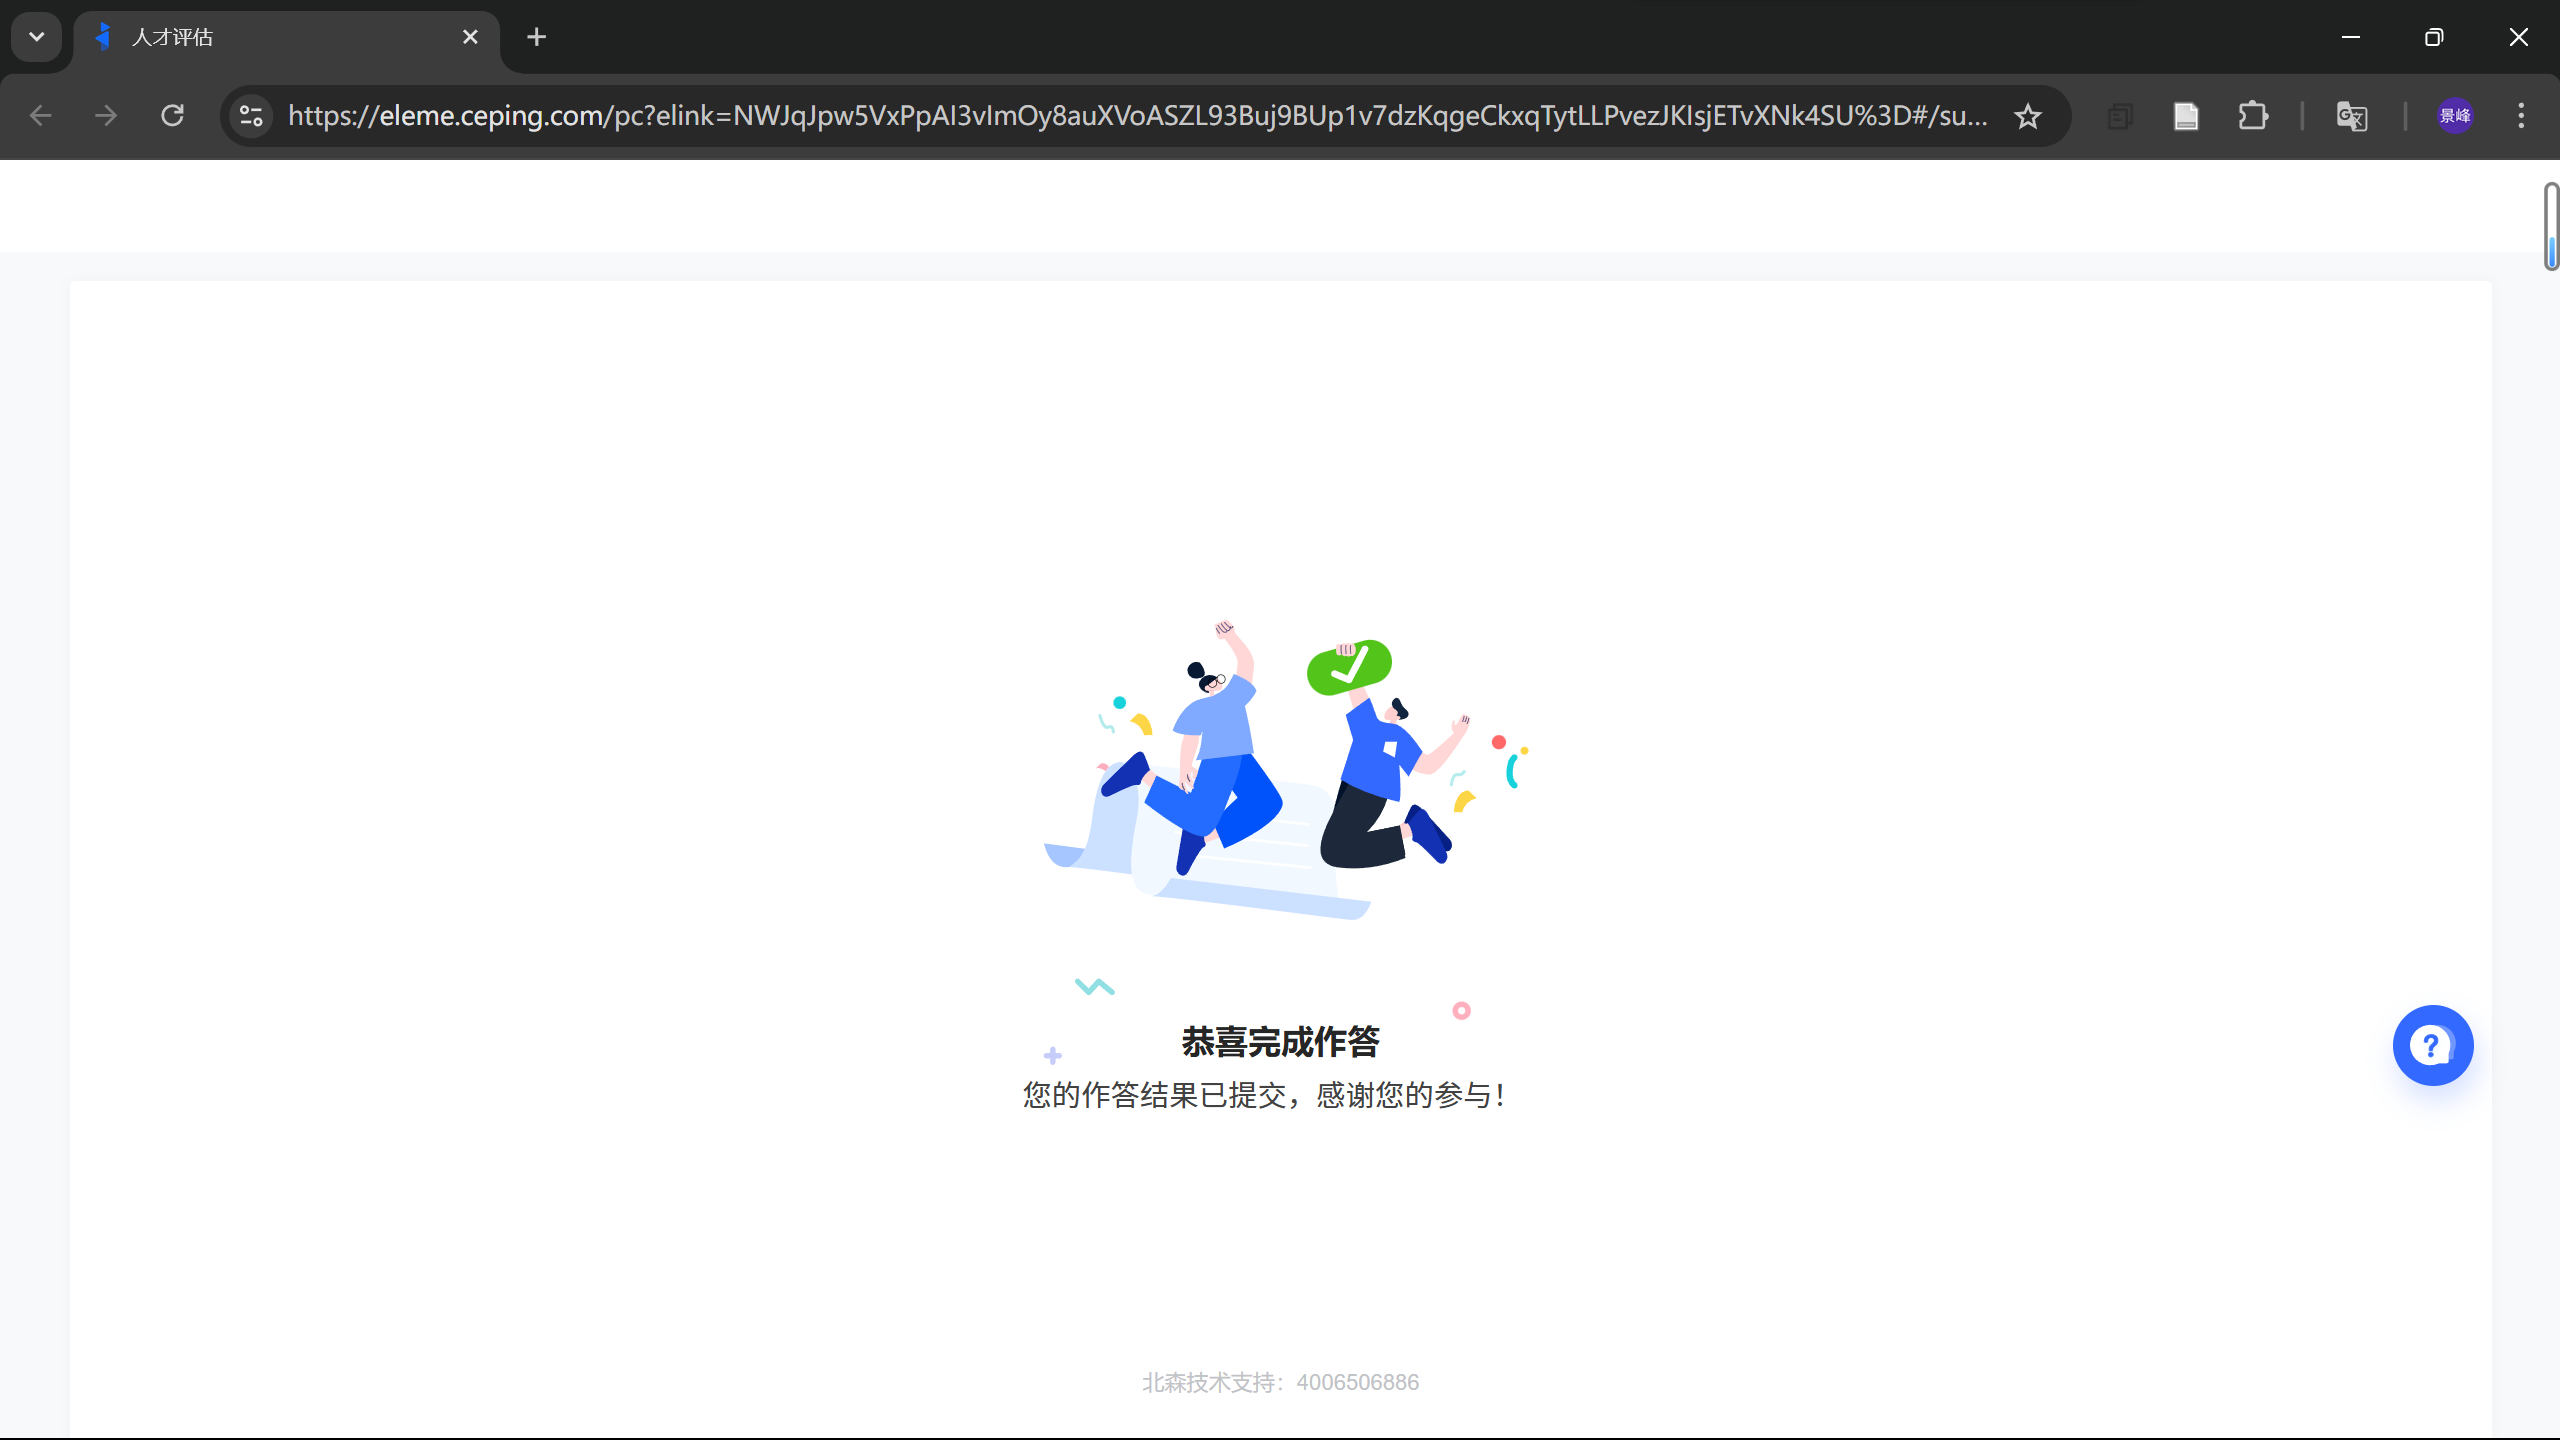 人才评估
https://eleme.ceping.com/pc?elink=NWJqJpw5VxPpAI3vImOy8auXVoASZL93Buj9BUp1v7dzKqgeCkxqTytLLPvezJKIsjETvXNk4SU%3D#/su...
景峰
恭喜完成作答
您的作答结果已提交，感谢您的参与！
北森技术支持：4006506886